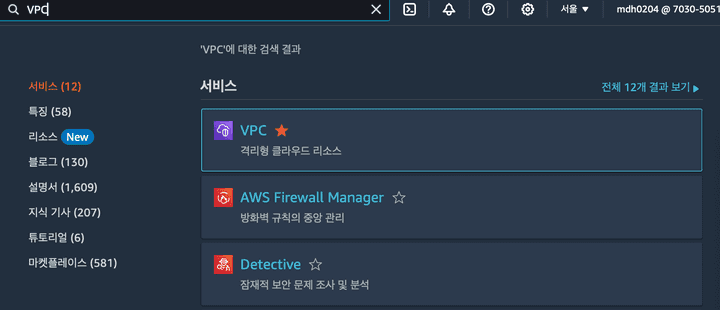 VPC
서울 ▼
mdh0204 @ 7030-5051
'VPC'에 대한 검색 결과
서비스 (12)
특징 (58)
리소스 New
블로그 (130)
설명서 (1,609)
지식 기사 (207)
튜토리얼 (6)
마켓플레이스 (581)
서비스
전체 12개 결과 보기 ▶
VPC
격리형 클라우드 리소스
AWS Firewall Manager
방화벽 규칙의 중앙 관리
Detective
잠재적 보안 문제 조사 및 분석